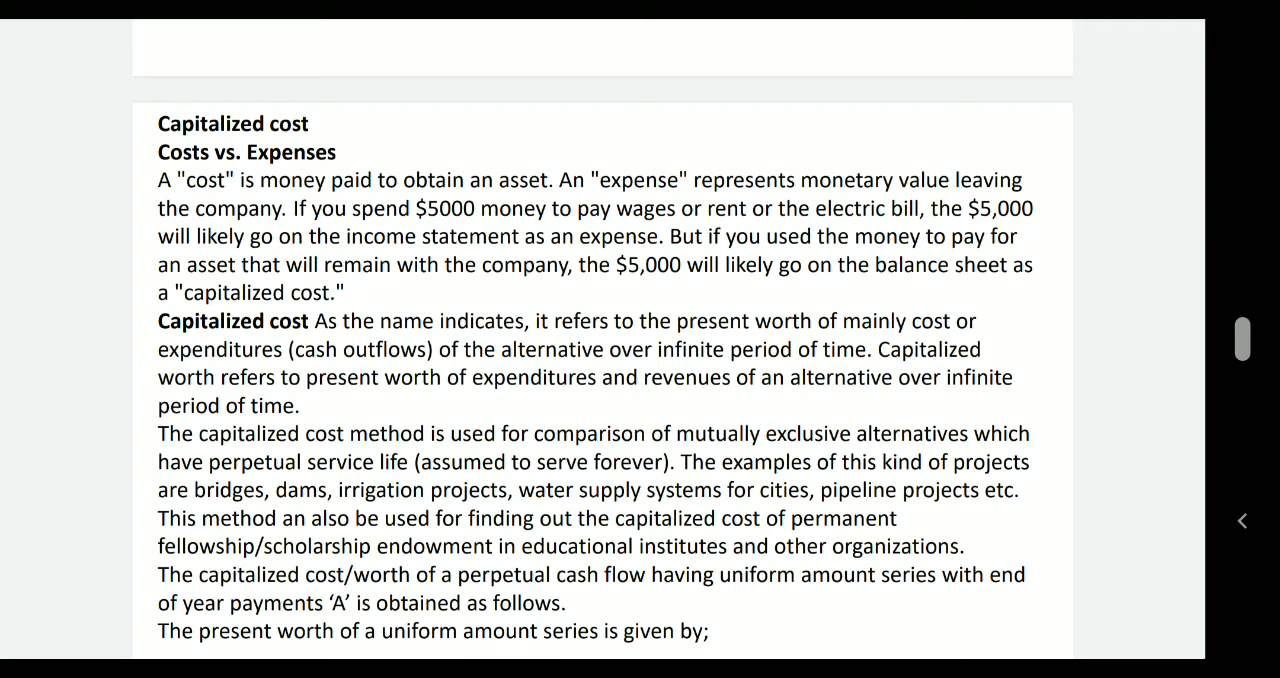 Capitalized cost
Costs vs. Expenses
A "cost" is money paid to obtain an asset. An "expense" represents monetary value leaving
the company. If you spend $5000 money to pay wages or rent or the electric bill, the $5,000
will likely go on the income statement as an expense. But if you used the money to pay for
an asset that will remain with the company, the $5,000 will likely go on the balance sheet as
a "capitalized cost."
Capitalized cost As the name indicates, it refers to the present worth of mainly cost or
expenditures (cash outflows) of the alternative over infinite period of time. Capitalized
worth refers to present worth of expenditures and revenues of an alternative over infinite
period of time.
The capitalized cost method is used for comparison of mutually exclusive alternatives which
have perpetual service life (assumed to serve forever). The examples of this kind of projects
are bridges, dams, irrigation projects, water supply systems for cities, pipeline projects etc.
This method an also be used for finding out the capitalized cost of permanent
fellowship/scholarship endowment in educational institutes and other organizations.
The capitalized cost/worth of a perpetual cash flow having uniform amount series with end
of year payments ‘A’ is obtained as follows.
The present worth of a uniform amount series is given by;